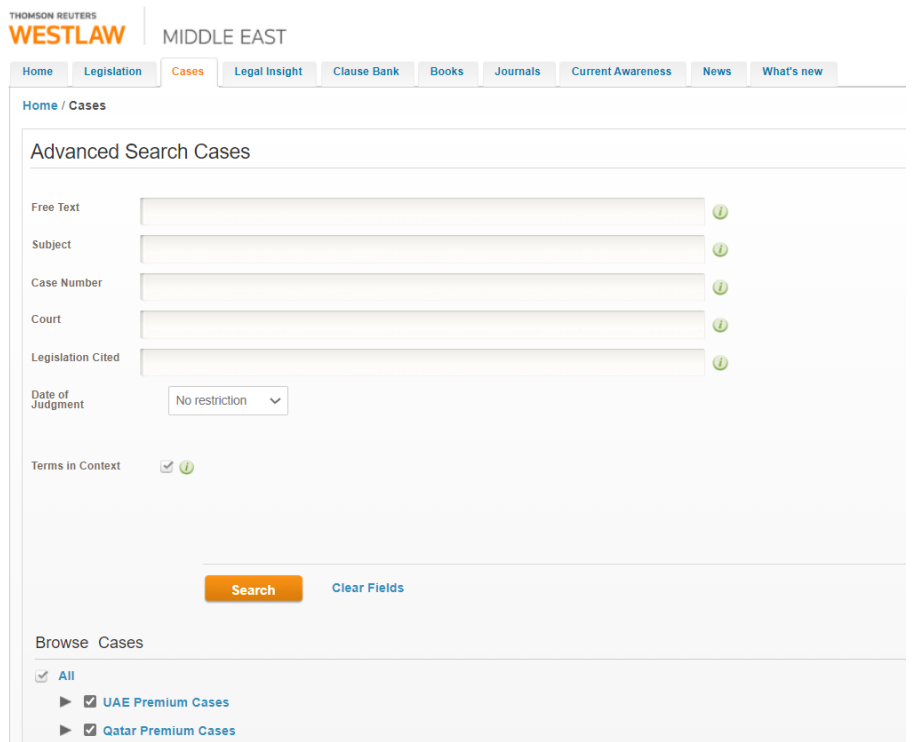 THOMSON REUTERS
WESTLAW MIDDLE EAST
Home Legislation Cases Legal Insight Clause Bank Books Journals Current Awareness News What's new
Home / Cases
Advanced Search Cases
Free Text
Subject
Case Number
Court
Legislation Cited
Date of
Judgment
No restriction
Terms in Context
Search Clear Fields
Browse Cases
All
UAE Premium Cases
Qatar Premium Cases